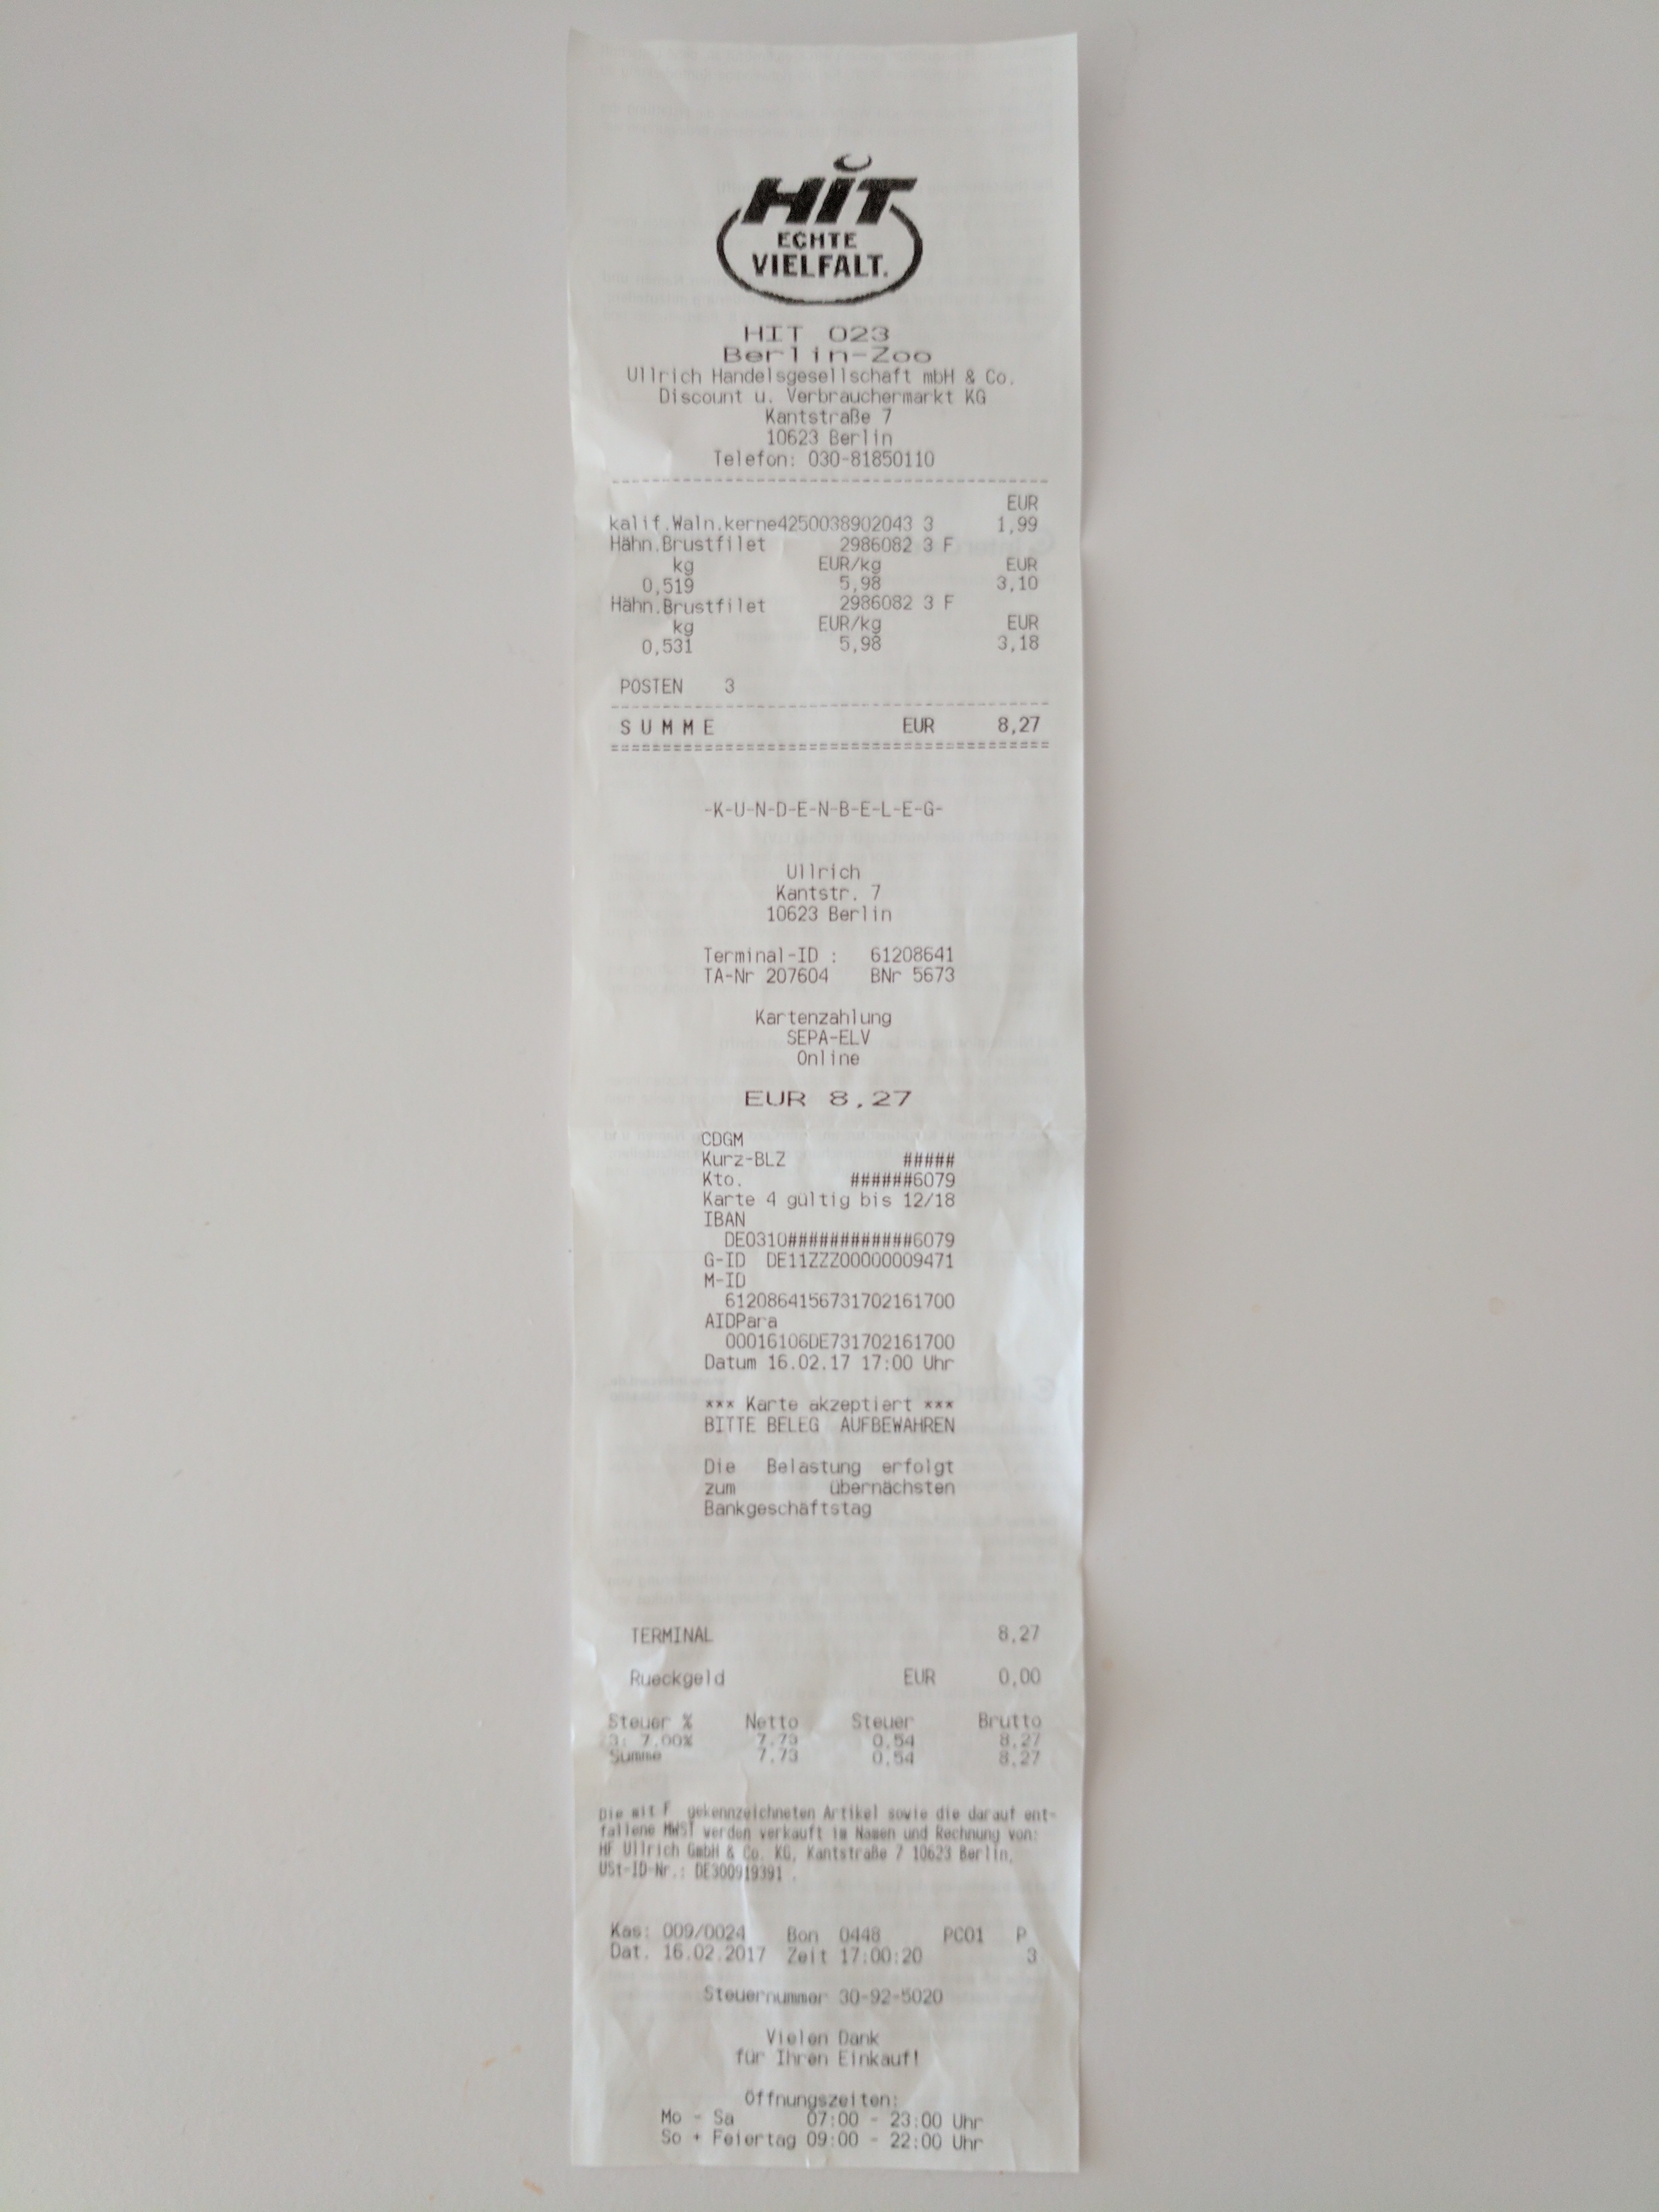 HiT
ECHTE
VIELFALT.
HIT 023
Berlin-Zoo
Ullrich Handelsgesellschaft mbH & Co.
Discount u. Verbrauchermarkt KG
Kantstraße 7
10623 Berlin
Telefon: 030-81850110
EUR
kalif.Waln.kerne4250038902043 3 1,99
Hähn.Brustfilet 2986082 3 F
kg EUR/kg EUR
0,519 5,98 3,10
Hähn.Brustfilet 2986082 3 F
kg EUR/kg EUR
0,531 5,98 3,18
POSTEN 3
S U M M E EUR 8,27
-K-U-N-D-E-N-B-E-L-E-G-
Ullrich
Kantstr. 7
10623 Berlin
Terminal-ID : 61208641
TA-Nr 207604 BNr 5673
Kartenzahlung
SEPA-ELV
Online
EUR 8,27
CDGM
Kurz-BLZ #####
Kto. ######6079
Karte 4 gültig bis 12/18
IBAN
DE0310############6079
G-ID DE11ZZZ00000009471
M-ID
6120864156731702161700
AIDPara
00016106DE731702161700
Datum 16.02.17 17:00 Uhr
*** Karte akzeptiert ***
BITTE BELEG AUFBEWAHREN
Die Belastung erfolgt
zum übernächsten
Bankgeschäftstag
TERMINAL 8,27
Rueckgeld EUR 0,00
Steuer % Netto Steuer Brutto
3: 7,00% 7,73 0,54 8,27
Summe 7,73 0,54 8,27
Die mit F gekennzeichneten Artikel sowie die darauf ent-
fallene MWST werden verkauft im Namen und Rechnung von:
HF Ullrich GmbH & Co. KG, Kantstraße 7 10623 Berlin,
USt-ID-Nr.: DE300919391 .
Kas: 009/0024 Bon 0448 PC01 P
Dat. 16.02.2017 Zeit 17:00:20 3
Steuernummer 30-92-5020
Vielen Dank
für Ihren Einkauf!
Öffnungszeiten:
Mo - Sa 07:00 - 23:00 Uhr
So + Feiertag 09:00 - 22:00 Uhr